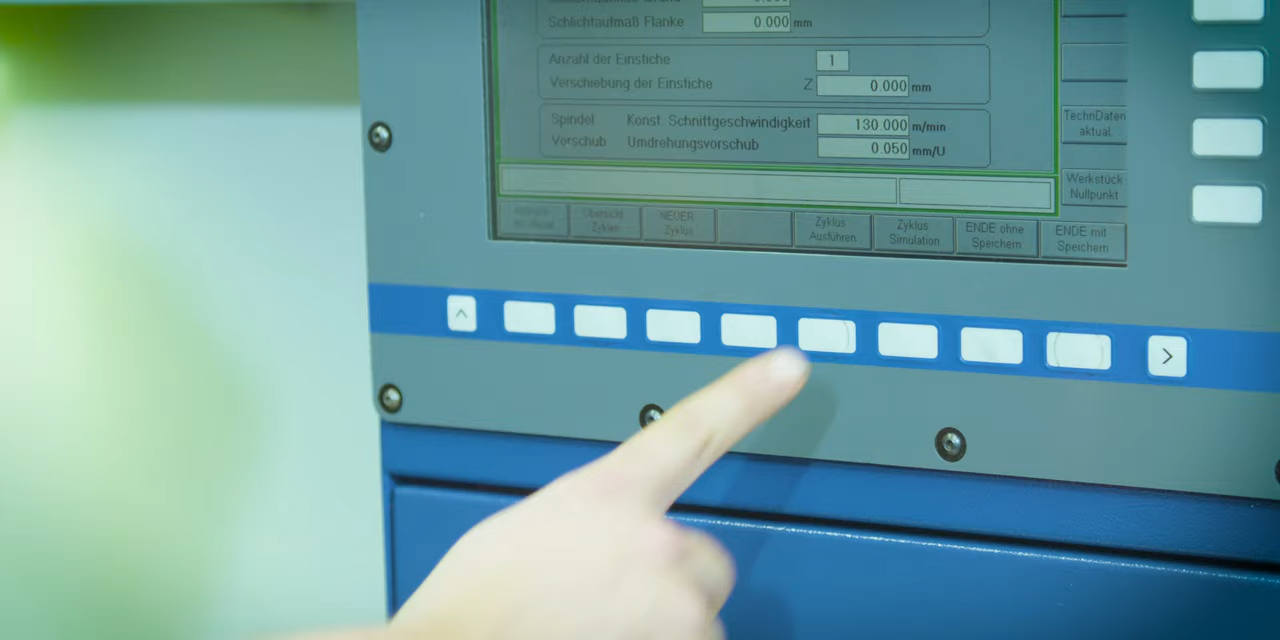 0.000
Schlichtaufmaß Flanke 0.000 mm
Anzahl der Einstiche 1
Verschiebung der Einstiche Z 0.000 mm
Spindel Konst. Schnittgeschwindigkeit 130.000 m/min
Vorschub Umdrehungsvorschub 0.050 mm/U
TechnDaten
aktual.
Werkstück
Nullpunkt
Übersicht
Zyklen
NEUER
Zyklus
Zyklus
Ausführen
Zyklus
Simulation
ENDE ohne
Speichern
ENDE mit
Speichern
^
>